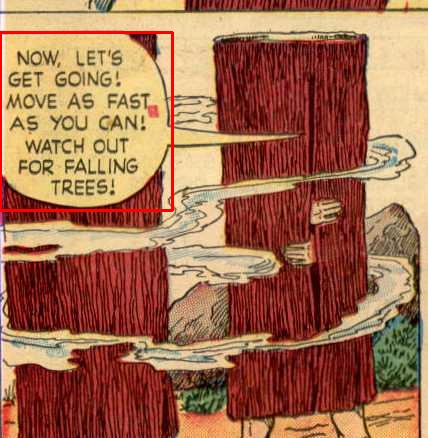 NOW, LET'S
GET GOING!
MOVE AS FAST
AS YOU CAN!
WATCH OUT
FOR FALLING
TREES!